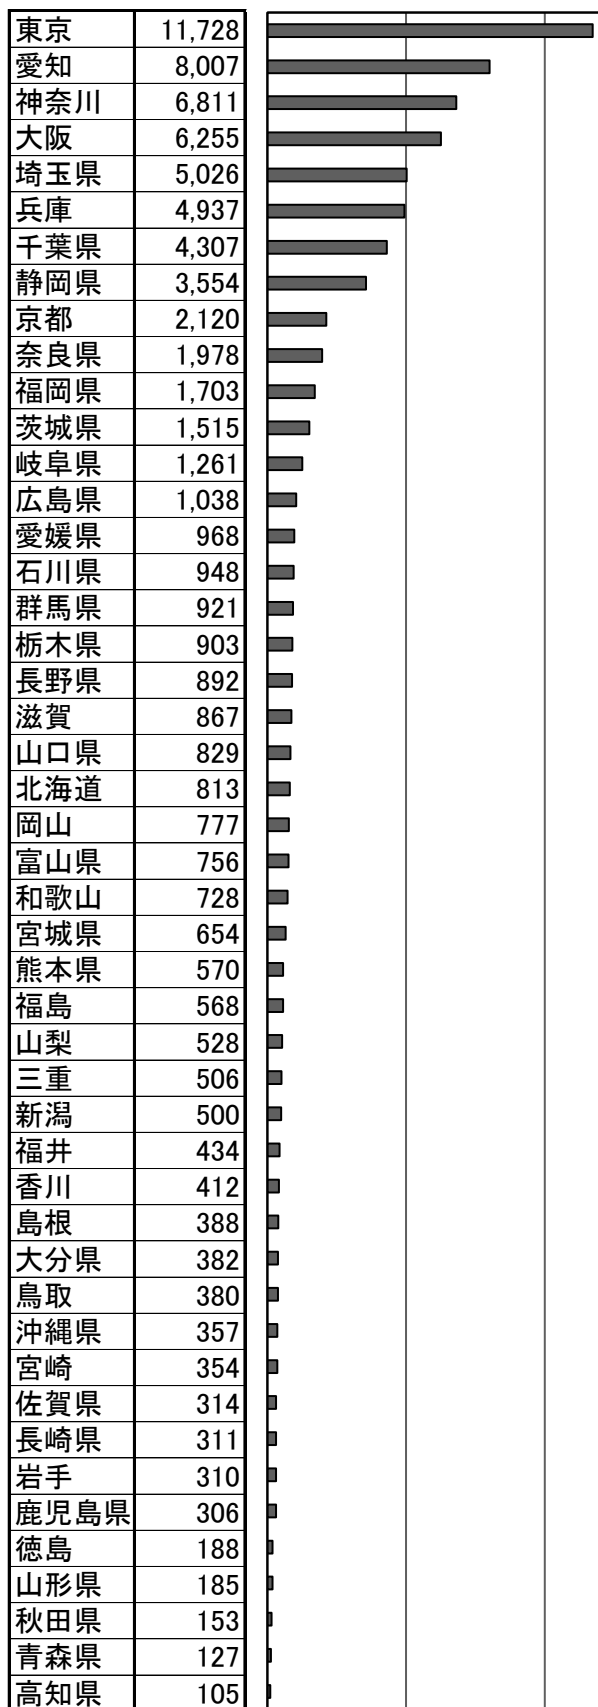 東京 11,728
愛知 8,007
神奈川 6,811
大阪 6,255
埼玉県 5,026
兵庫 4,937
千葉県 4,307
静岡県 3,554
京都 2,120
奈良県 1,978
福岡県 1,703
茨城県 1,515
岐阜県 1,261
広島県 1,038
愛媛県 968
石川県 948
群馬県 921
栃木県 903
長野県 892
滋賀 867
山口県 829
北海道 813
岡山 777
富山県 756
和歌山 728
宮城県 654
熊本県 570
福島 568
山梨 528
三重 506
新潟 500
福井 434
香川 412
島根 388
大分県 382
鳥取 380
沖縄県 357
宮崎 354
佐賀県 314
長崎県 311
岩手 310
鹿児島県 306
徳島 188
山形県 185
秋田県 153
青森県 127
高知県 105